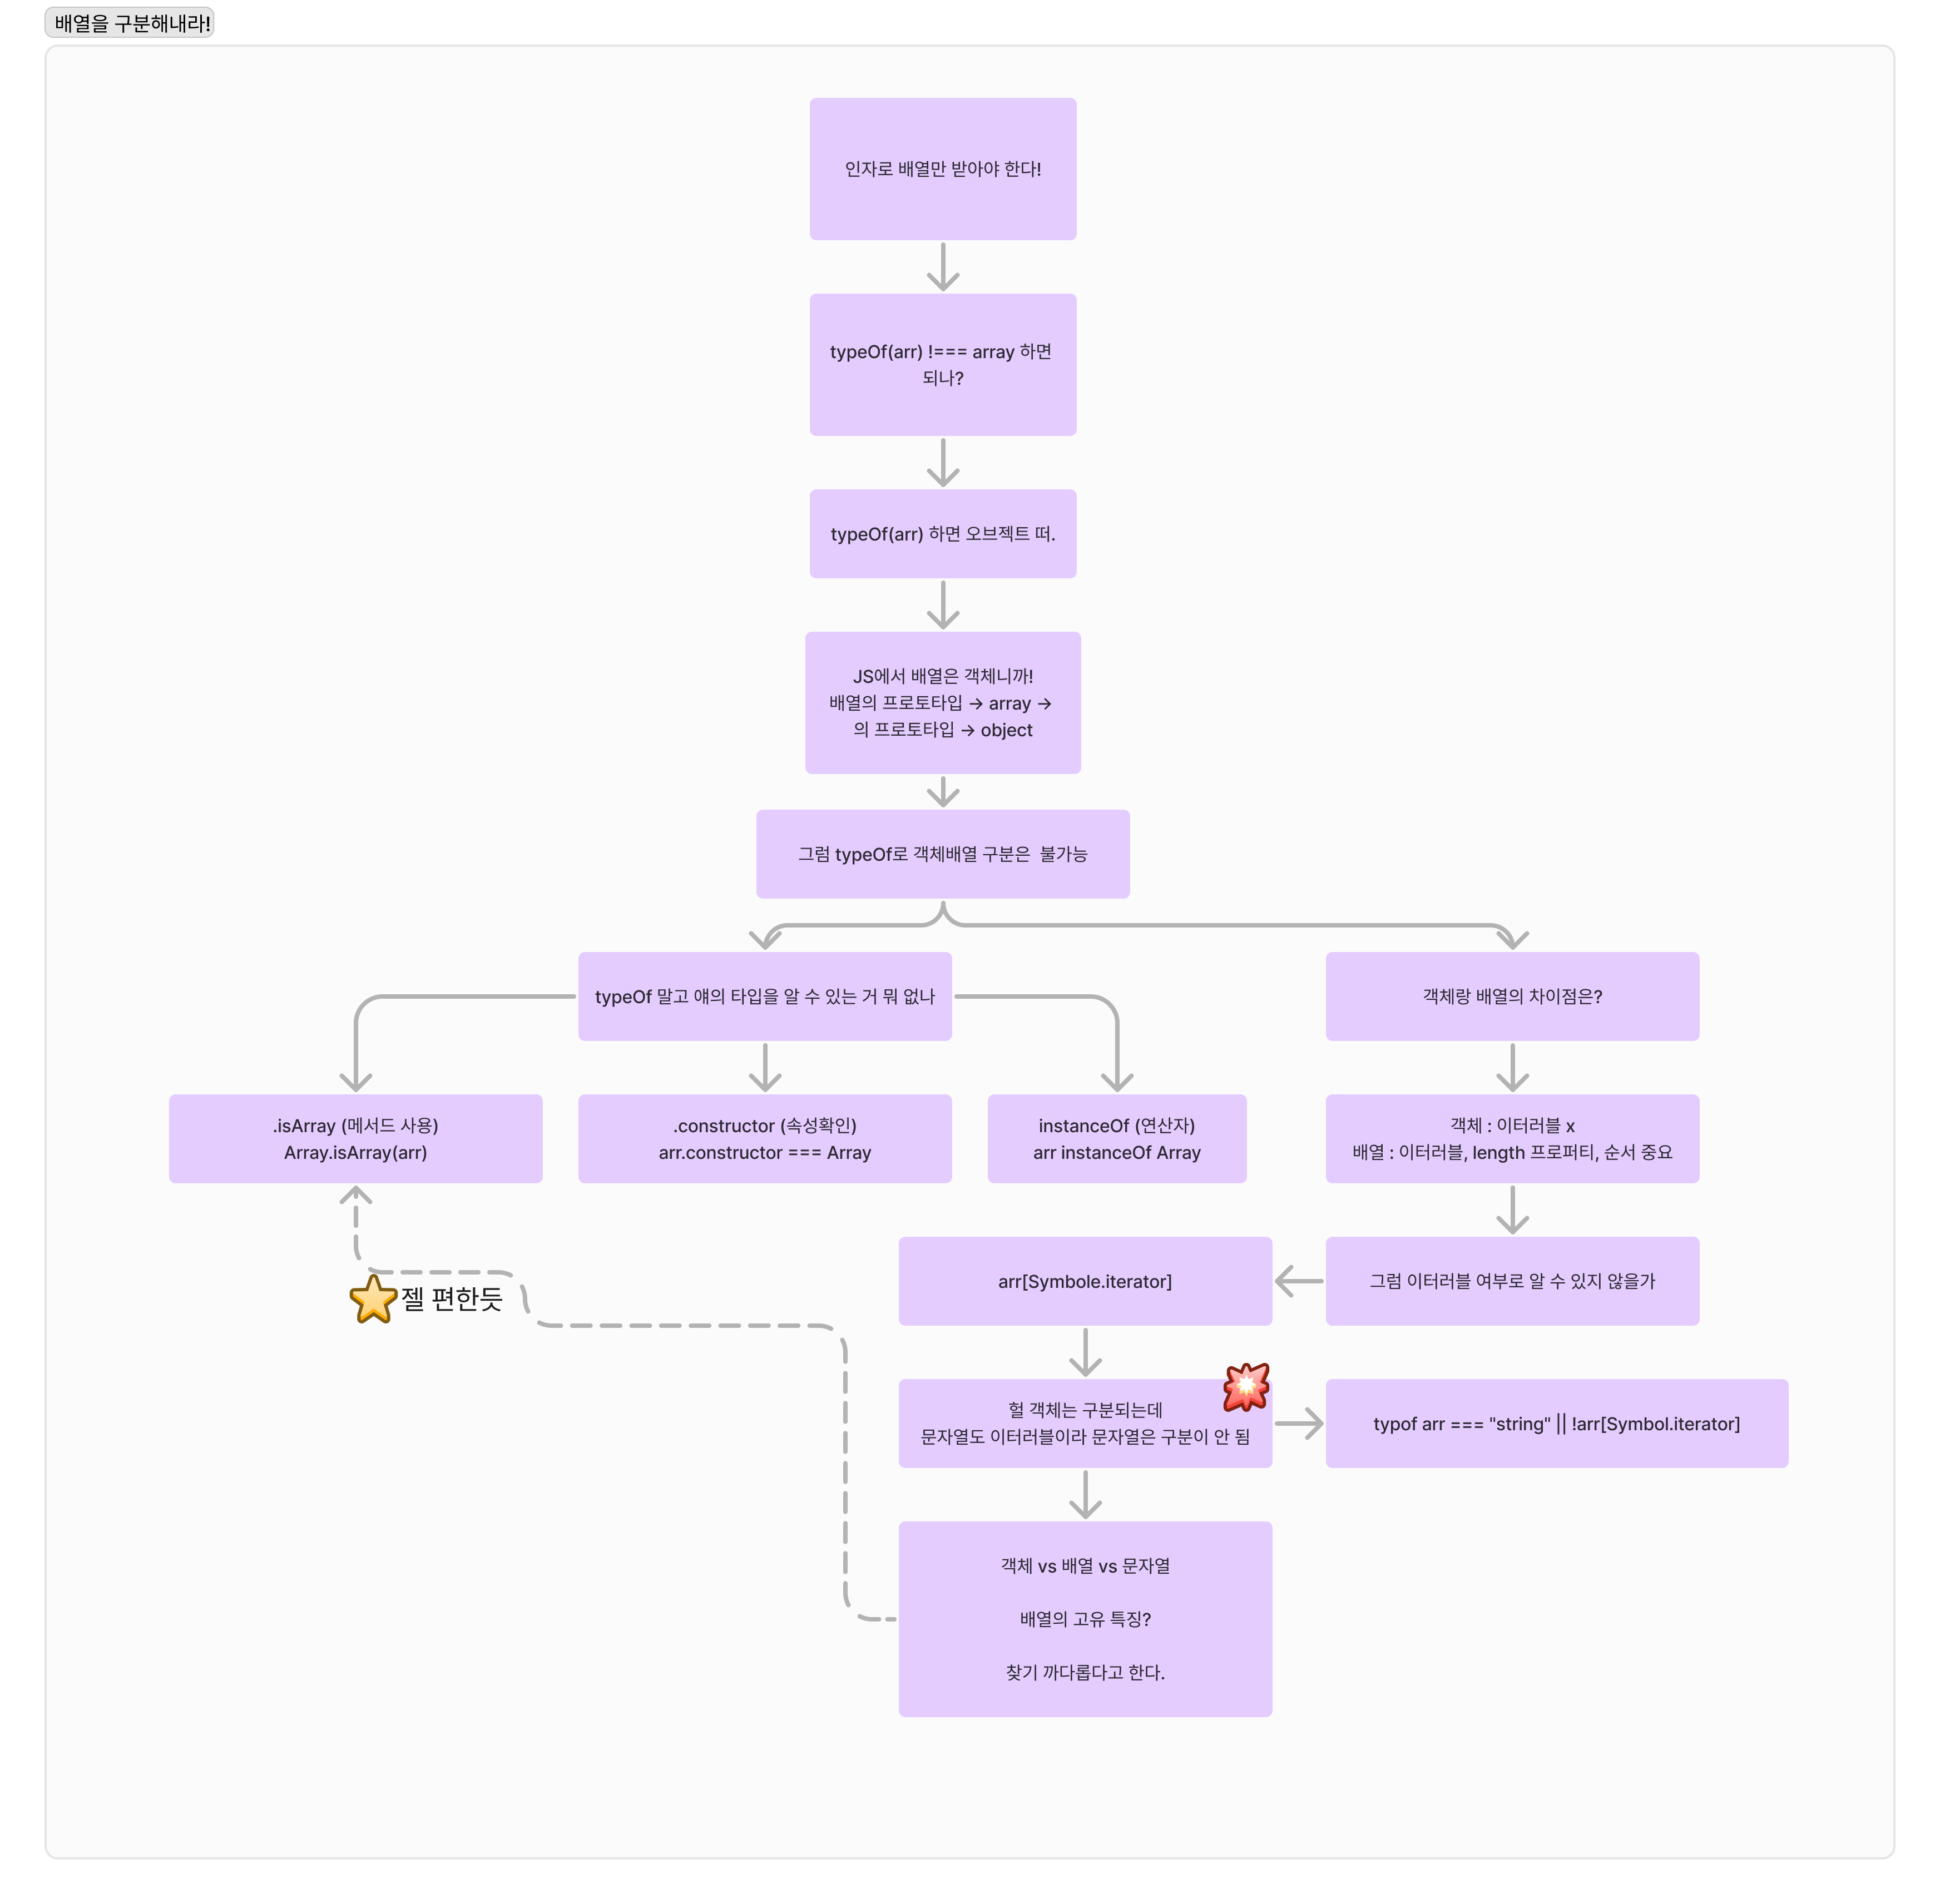 배열을 구분해내라!
인자로 배열만 받아야 한다!
typeOf(arr) !=== array 하면
되나?
typeOf(arr) 하면 오브젝트 떠.
JS에서 배열은 객체니까!
배열의 프로토타입 → array →
의 프로토타입 → object
그럼 typeOf로 객체배열 구분은  불가능
typeOf 말고 얘의 타입을 알 수 있는 거 뭐 없나
객체랑 배열의 차이점은?
.isArray (메서드 사용)
Array.isArray(arr)
.constructor (속성확인)
arr.constructor === Array
instanceOf (연산자)
arr instanceOf Array
객체 : 이터러블 x
배열 : 이터러블, length 프로퍼티, 순서 중요
arr[Symbole.iterator]
그럼 이터러블 여부로 알 수 있지 않을가
젤 편한듯
헐 객체는 구분되는데
문자열도 이터러블이라 문자열은 구분이 안 됨
typof arr === "string" || !arr[Symbol.iterator]
객체 vs 배열 vs 문자열
배열의 고유 특징?
찾기 까다롭다고 한다.